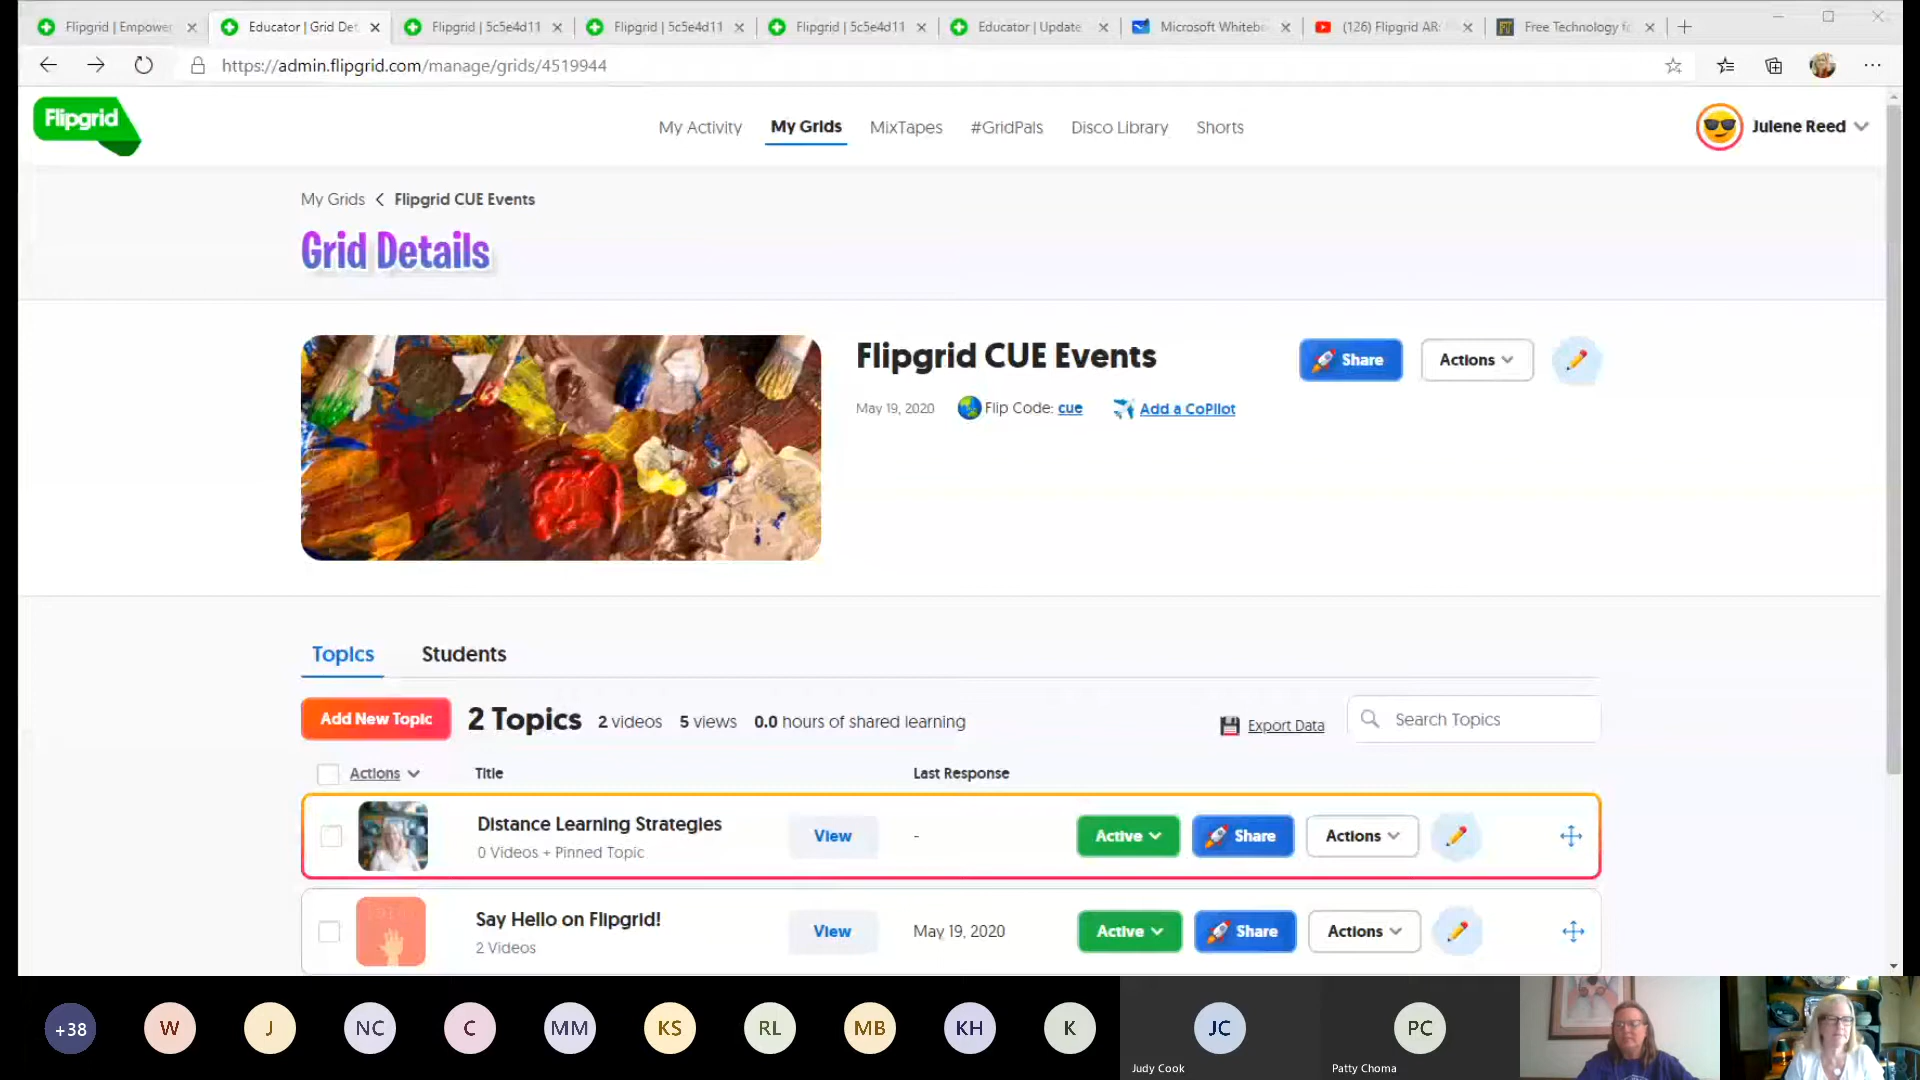 Flipgrid | Empower
Educator | Grid Det
Flipgrid | 5c5e4d11
Flipgrid | 5c5e4d11
Flipgrid | 5c5e4d11
Educator | Update
Microsoft Whitebo
(126) Flipgrid AR:
Free Technology fo
https://admin.flipgrid.com/manage/grids/4519944
Flipgrid
My Activity
My Grids
MixTapes
#GridPals
Disco Library
Shorts
Julene Reed
My Grids < Flipgrid CUE Events
Grid Details
Flipgrid CUE Events
Share
Actions
May 19, 2020
Flip Code: cue
Add a CoPilot
Topics
Students
Add New Topic
2 Topics
2 videos
5 views
0.0 hours of shared learning
Export Data
Search Topics
Actions
Title
Last Response
Distance Learning Strategies
0 Videos + Pinned Topic
View
-
Active
Share
Actions
Say Hello on Flipgrid!
2 Videos
View
May 19, 2020
Active
Share
Actions
+38
W
J
NC
C
MM
KS
RL
MB
KH
K
JC
Judy Cook
PC
Patty Choma